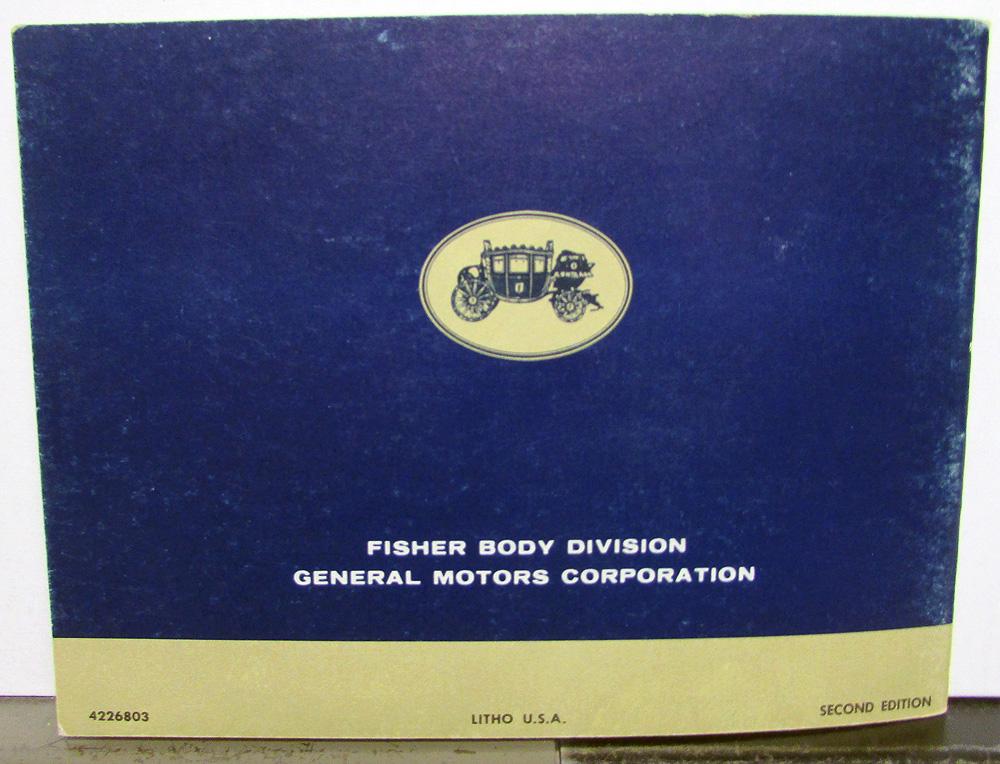 FISHER BODY DIVISION
GENERAL MOTORS CORPORATION
4226803 LITHO U.S.A. SECOND EDITION